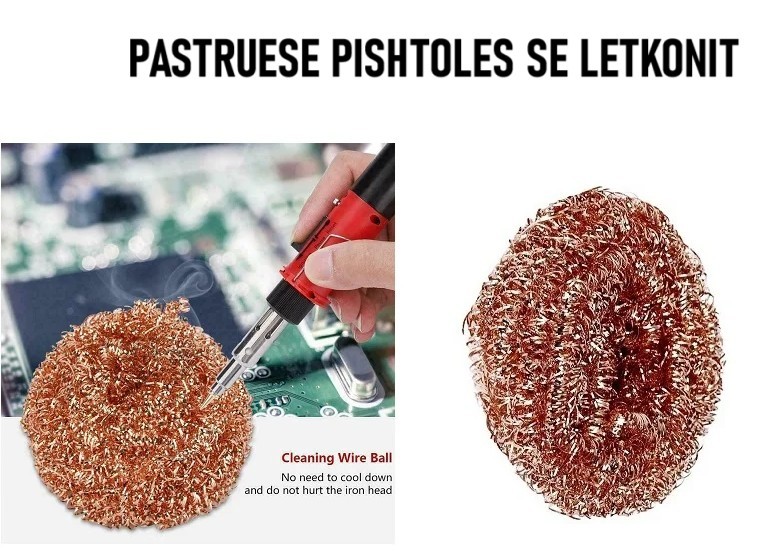 PASTRUESE PISHTOLES SE LETKONIT
Cleaning Wire Ball
No need to cool down
and do not hurt the iron head